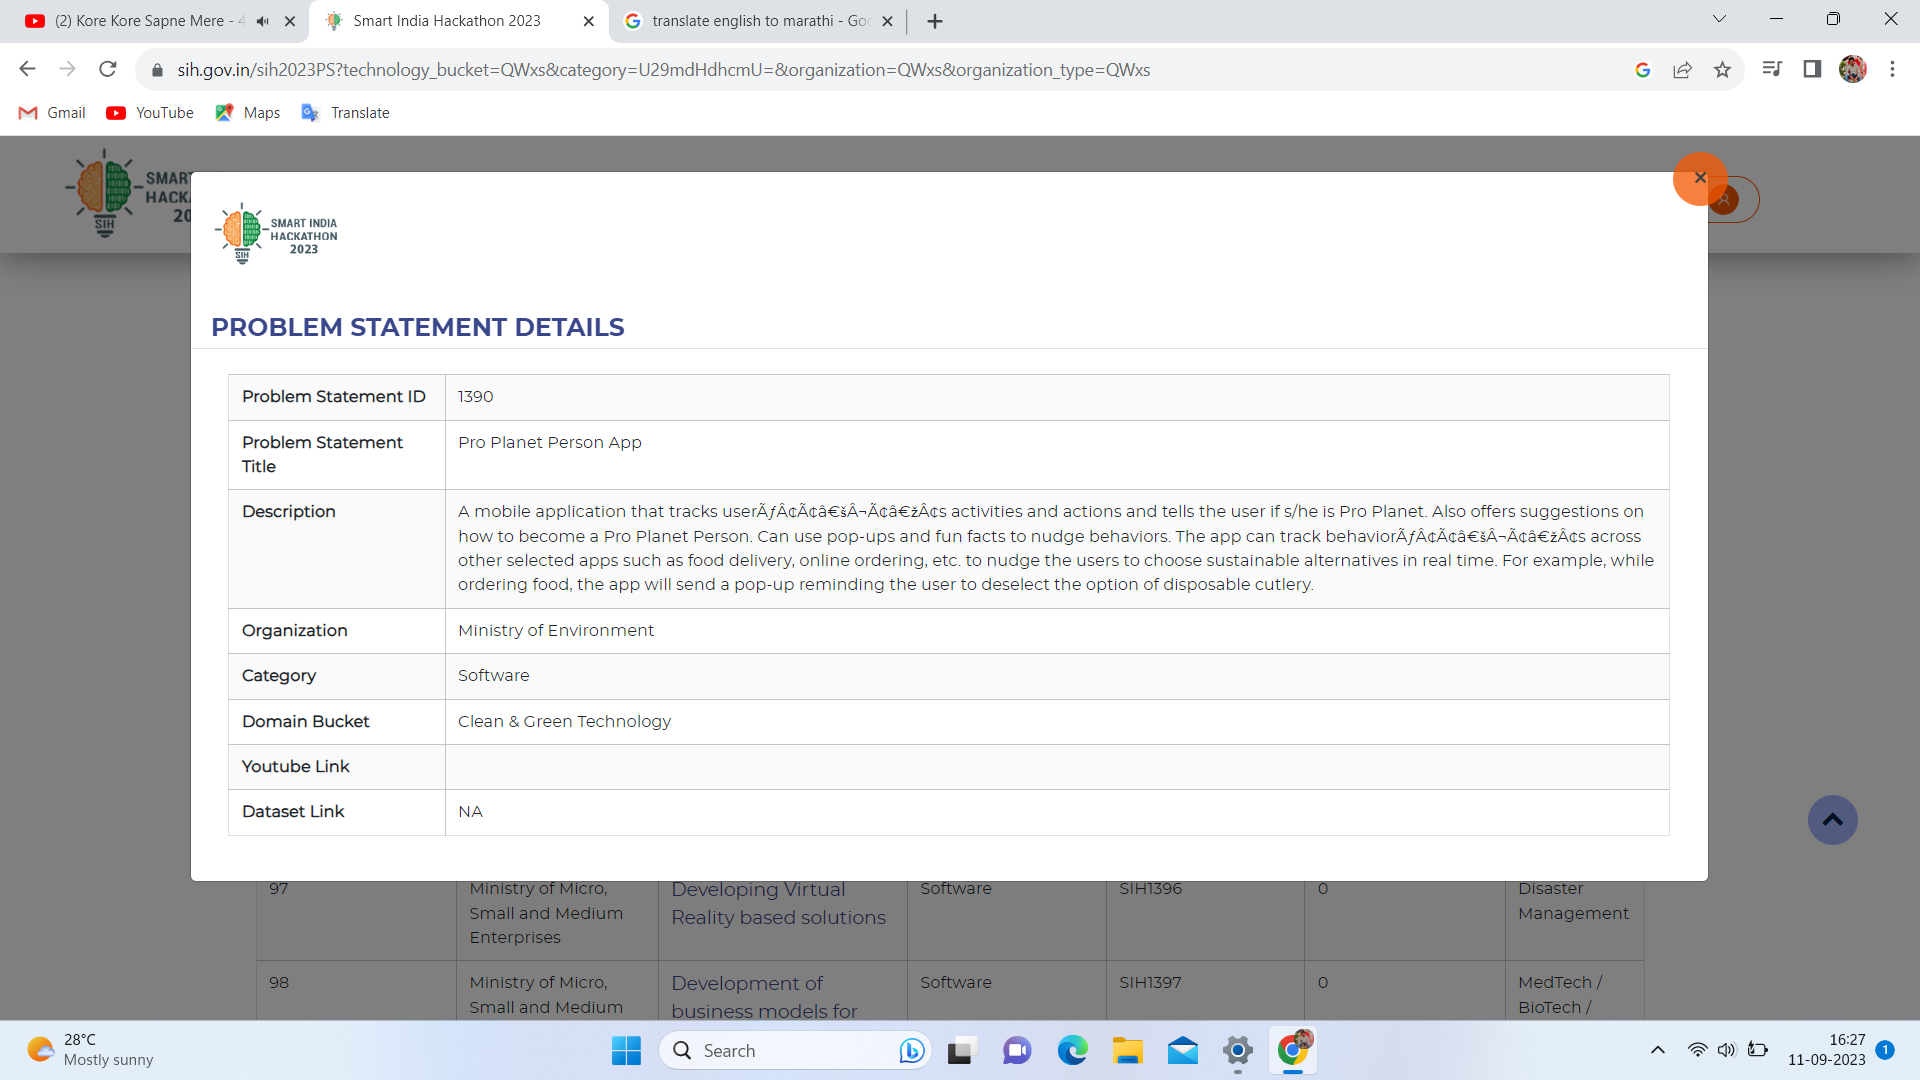 (2) Kore Kore Sapne Mere - 4
Smart India Hackathon 2023
translate english to marathi - Goo
sih.gov.in/sih2023PS?technology_bucket=QWxs&category=U29mdHdhcmU=&organization=QWxs&organization_type=QWxs
Gmail
YouTube
Maps
Translate
SMART
HACKA
20
SIH
SMART INDIA
HACKATHON
2023
SIH
PROBLEM STATEMENT DETAILS
Problem Statement ID
1390
Problem Statement
Title
Pro Planet Person App
Description
A mobile application that tracks userÃƒÂ¢Ã¢â€šÂ¬Ã¢â€žÂ¢s activities and actions and tells the user if s/he is Pro Planet. Also offers suggestions on
how to become a Pro Planet Person. Can use pop-ups and fun facts to nudge behaviors. The app can track behaviorÃƒÂ¢Ã¢â€šÂ¬Ã¢â€žÂ¢s across
other selected apps such as food delivery, online ordering, etc. to nudge the users to choose sustainable alternatives in real time. For example, while
ordering food, the app will send a pop-up reminding the user to deselect the option of disposable cutlery.
Organization
Ministry of Environment
Category
Software
Domain Bucket
Clean & Green Technology
Youtube Link
Dataset Link
NA
97
Ministry of Micro,
Small and Medium
Enterprises
Developing Virtual
Reality based solutions
Software
SIH1396
0
Disaster
Management
98
Ministry of Micro,
Small and Medium
Development of
business models for
Software
SIH1397
0
MedTech /
BioTech /
28°C
Mostly sunny
Search
16:27
11-09-2023
1